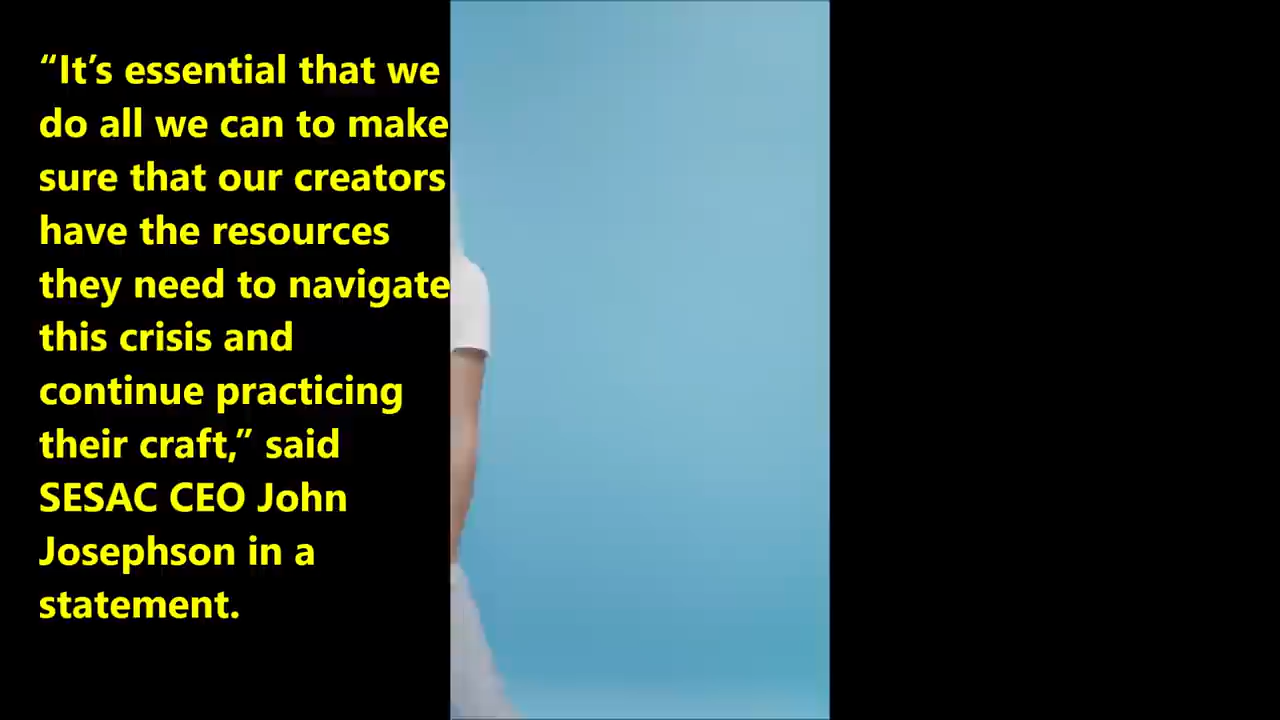 “It’s essential that we
do all we can to make
sure that our creators
have the resources
they need to navigate
this crisis and
continue practicing
their craft,” said
SESAC CEO John
Josephson in a
statement.